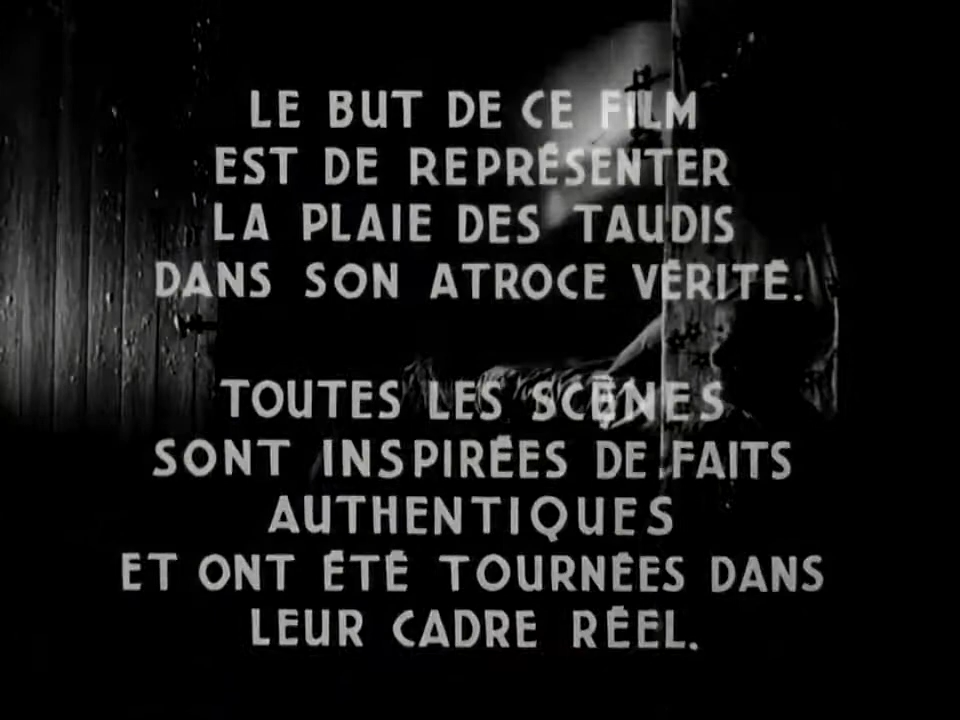 LE BUT DE CE FILM
EST DE REPRÉSENTER
LA PLAIE DES TAUDIS
DANS SON ATROCE VÉRITÉ.
TOUTES LES SCÈNES
SONT INSPIRÉES DE FAITS
AUTHENTIQUES
ET ONT ÉTÉ TOURNÉES DANS
LEUR CADRE RÉEL.